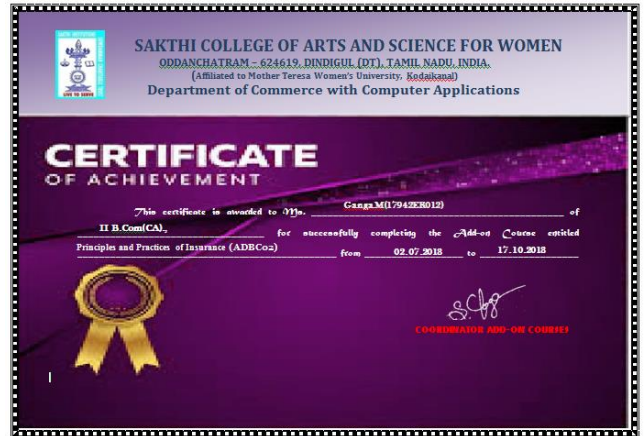 SAKTHI COLLEGE OF ARTS AND SCIENCE FOR WOMEN
ODDANCHATRAM – 624619, DINDIGUL (DT), TAMIL NADU, INDIA.
(Affiliated to Mother Teresa Women's University, Kodaikanal)
Department of Commerce with Computer Applications
CERTIFICATE
OF ACHIEVEMENT
This certificate is awarded to Ms. Ganga.M(17942ER012) of
II B.Com(CA)., for successfully completing the Add-on Course entitled
Principles and Practices of Insurance (ADBC02) from 02.07.2018 to 17.10.2018
COORDINATOR ADD-ON COURSES
LIVE TO SERVE